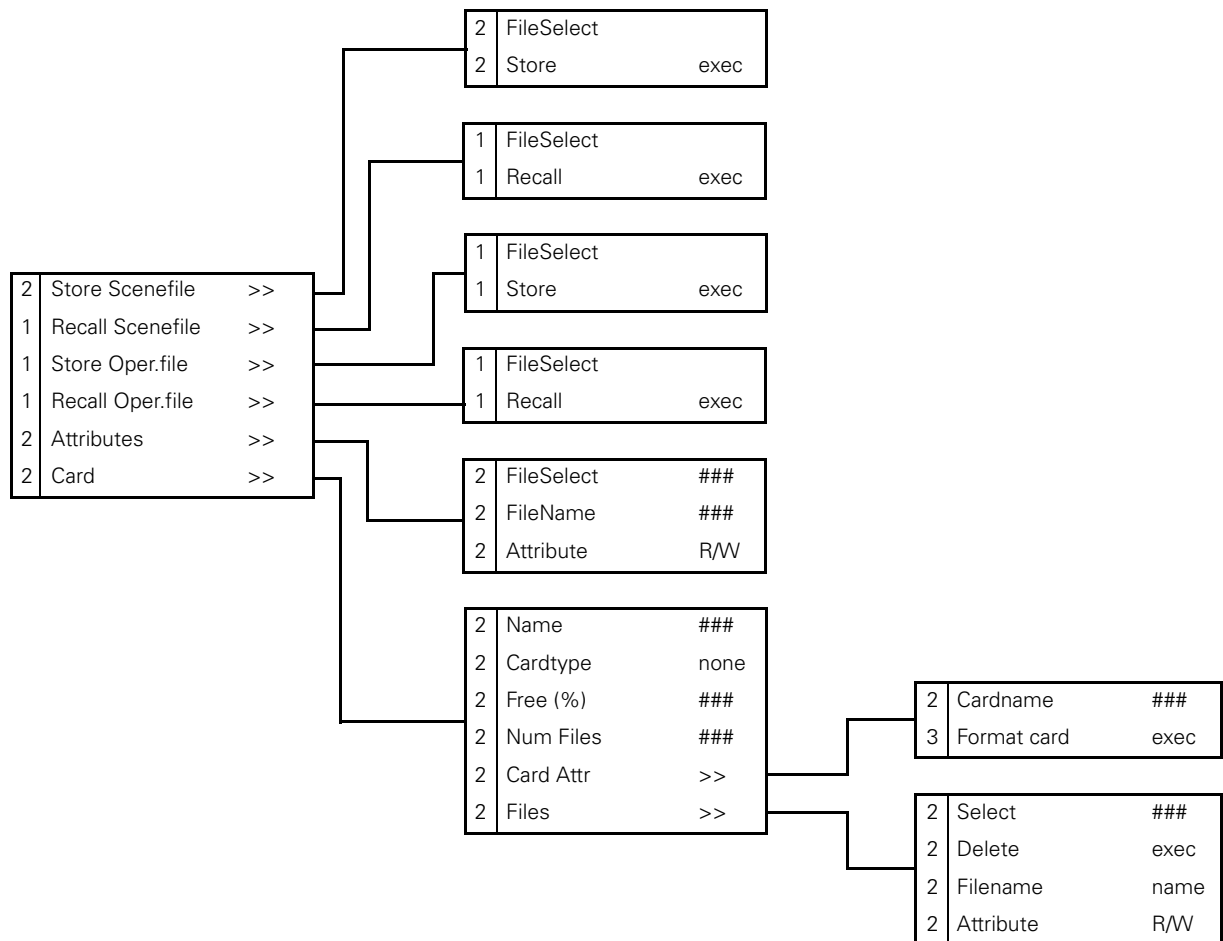 2 FileSelect
2 Store exec
1 FileSelect
1 Recall exec
1 FileSelect
1 Store exec
2 Store Scenefile >>
1 Recall Scenefile >>
1 Store Oper.file >>
1 Recall Oper.file >>
2 Attributes >>
2 Card >>
1 FileSelect
1 Recall exec
2 FileSelect ###
2 FileName ###
2 Attribute R/W
2 Name ###
2 Cardtype none
2 Free (%) ###
2 Num Files ###
2 Card Attr >>
2 Files >>
2 Cardname ###
3 Format card exec
2 Select ###
2 Delete exec
2 Filename name
2 Attribute R/W